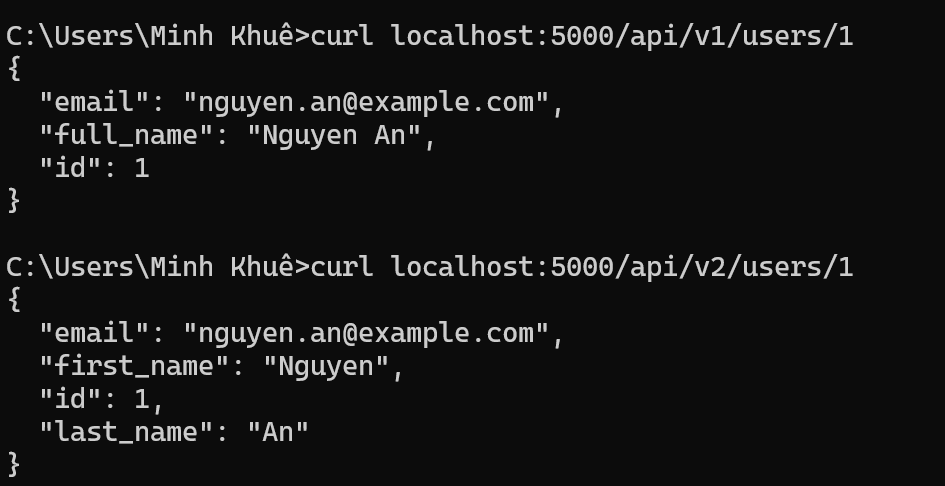 C:\Users\Minh Khuê>curl localhost:5000/api/v1/users/1
{
  "email": "nguyen.an@example.com",
  "full_name": "Nguyen An",
  "id": 1
}

C:\Users\Minh Khuê>curl localhost:5000/api/v2/users/1
{
  "email": "nguyen.an@example.com",
  "first_name": "Nguyen",
  "id": 1,
  "last_name": "An"
}